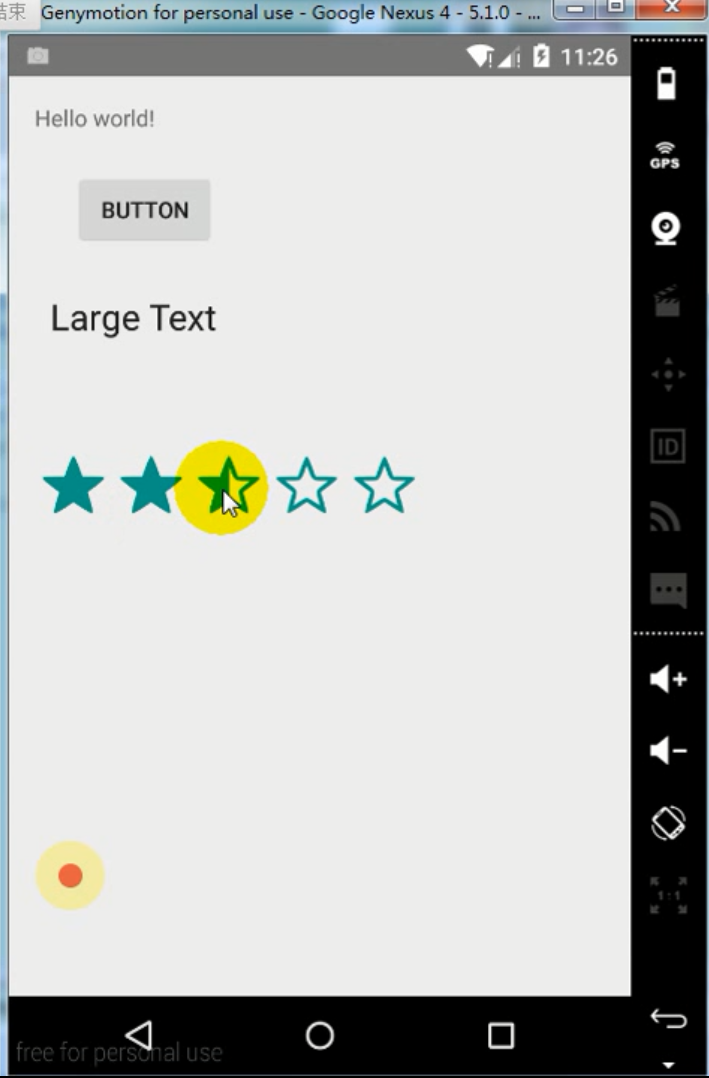 结束 Genymotion for personal use - Google Nexus 4 - 5.1.0 - ...
11:26
Hello world!
GPS
BUTTON
Large Text
ID
1:1
free for personal use